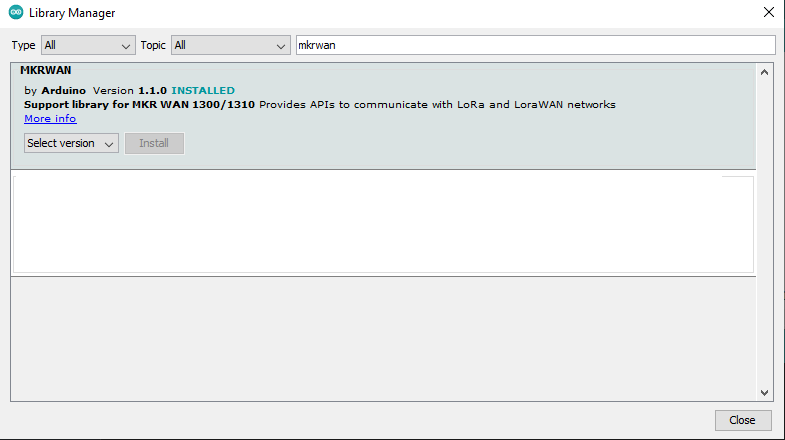 Library Manager
Type All Topic All mkrwan
MKRWAN
by Arduino Version 1.1.0 INSTALLED
Support library for MKR WAN 1300/1310 Provides APIs to communicate with LoRa and LoraWAN networks
More info
Select version Install
Close